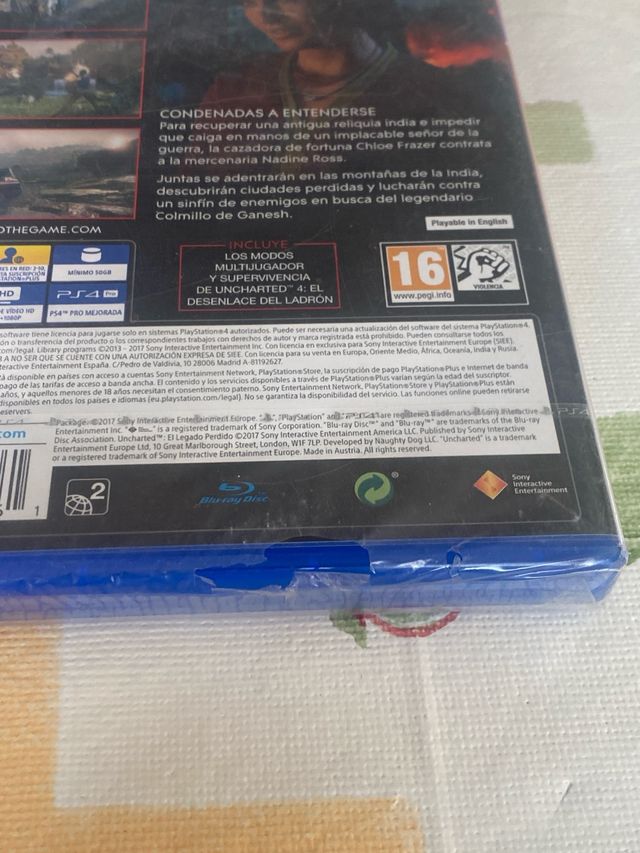 CONDENADAS A ENTENDERSE
Para recuperar una antigua reliquia india e impedir
que caiga en manos de un implacable señor de la
guerra, la cazadora de fortuna Chloe Frazer contrata
a la mercenaria Nadine Ross.
Juntas se adentrarán en las montañas de la India,
descubrirán ciudades perdidas y lucharán contra
un sinfín de enemigos en busca del legendario
Colmillo de Ganesh.
OTHEGAME.COM
Playable in English
MÍNIMO 50GB
HD
PS4 Pro
PS4™ PRO MEJORADA
INCLUYE
LOS MODOS
MULTIJUGADOR
Y SUPERVIVENCIA
DE UNCHARTED™ 4: EL
DESENLACE DEL LADRÓN
16
www.pegi.info
VIOLENCIA
software tiene licencia para jugarse solo en sistemas PlayStation®4 autorizados. Puede ser necesaria una actualización del software del sistema PlayStation®4.
o transferencia del producto o los correspondientes trabajos con derechos de autor y marca registrada está prohibido. Pueden consultarse todos los
com/legal. Library programs ©2013 - 2017 Sony Interactive Entertainment Inc. Con licencia en exclusiva para Sony Interactive Entertainment Europe (SIEE).
A NO SER QUE SE CUENTE CON UNA AUTORIZACIÓN EXPRESA DE SIEE. Con licencia para su venta en Europa, Oriente Medio, África, Oceanía, India y Rusia.
teractive Entertainment España. C/Pedro de Valdivia, 10 28006 Madrid A-81192627.
disponible en países con acceso a cuentas Sony Entertainment Network, PlayStation®Store, la suscripción de pago PlayStation®Plus e Internet de banda
pago de las tarifas de acceso a banda ancha. El contenido y los servicios disponibles a través de PlayStation®Plus varían según la edad del suscriptor.
años, y aquellos menores de 18 años necesitan el consentimiento paterno. Sony Entertainment Network, PlayStation®Store y PlayStation®Plus están
disponibles en todos los países e idiomas (eu.playstation.com/legal). No se garantiza la disponibilidad del servicio. Las funciones online pueden retirarse
eservers.
Package: ©2017 Sony Interactive Entertainment Europe. "PlayStation" and are registered trademarks of Sony Interactive
Entertainment Inc. is a registered trademark of Sony Corporation. "Blu-ray Disc™" and "Blu-ray™" are trademarks of the Blu-ray
Disc Association. Uncharted™: El Legado Perdido ©2017 Sony Interactive Entertainment America LLC. Published by Sony Interactive
Entertainment Europe Ltd, 10 Great Marlborough Street, London, W1F 7LP. Developed by Naughty Dog LLC. "Uncharted" is a trademark
or a registered trademark of Sony Interactive Entertainment Europe. Made in Austria. All rights reserved.
com
1
2
Blu-ray Disc
Sony
Interactive
Entertainment